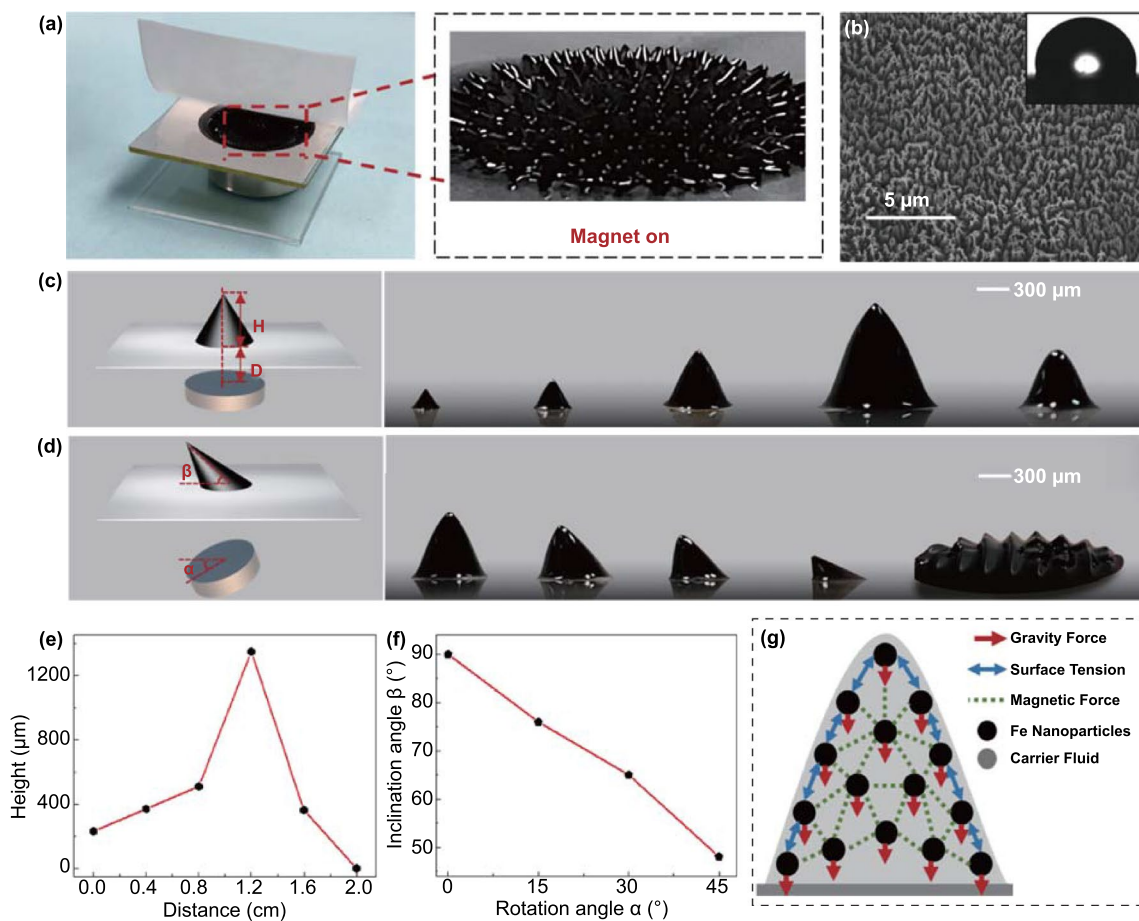 (a)
Magnet on
(b)
5 μm
(c)
H
D
300 μm
(d)
β
α
300 μm
(e)
Height (μm)
1200
800
400
0
0.0 0.4 0.8 1.2 1.6 2.0
Distance (cm)
(f)
Inclination angle β (°)
90
80
70
60
50
0 15 30 45
Rotation angle α (°)
(g)
Gravity Force
Surface Tension
Magnetic Force
Fe Nanoparticles
Carrier Fluid